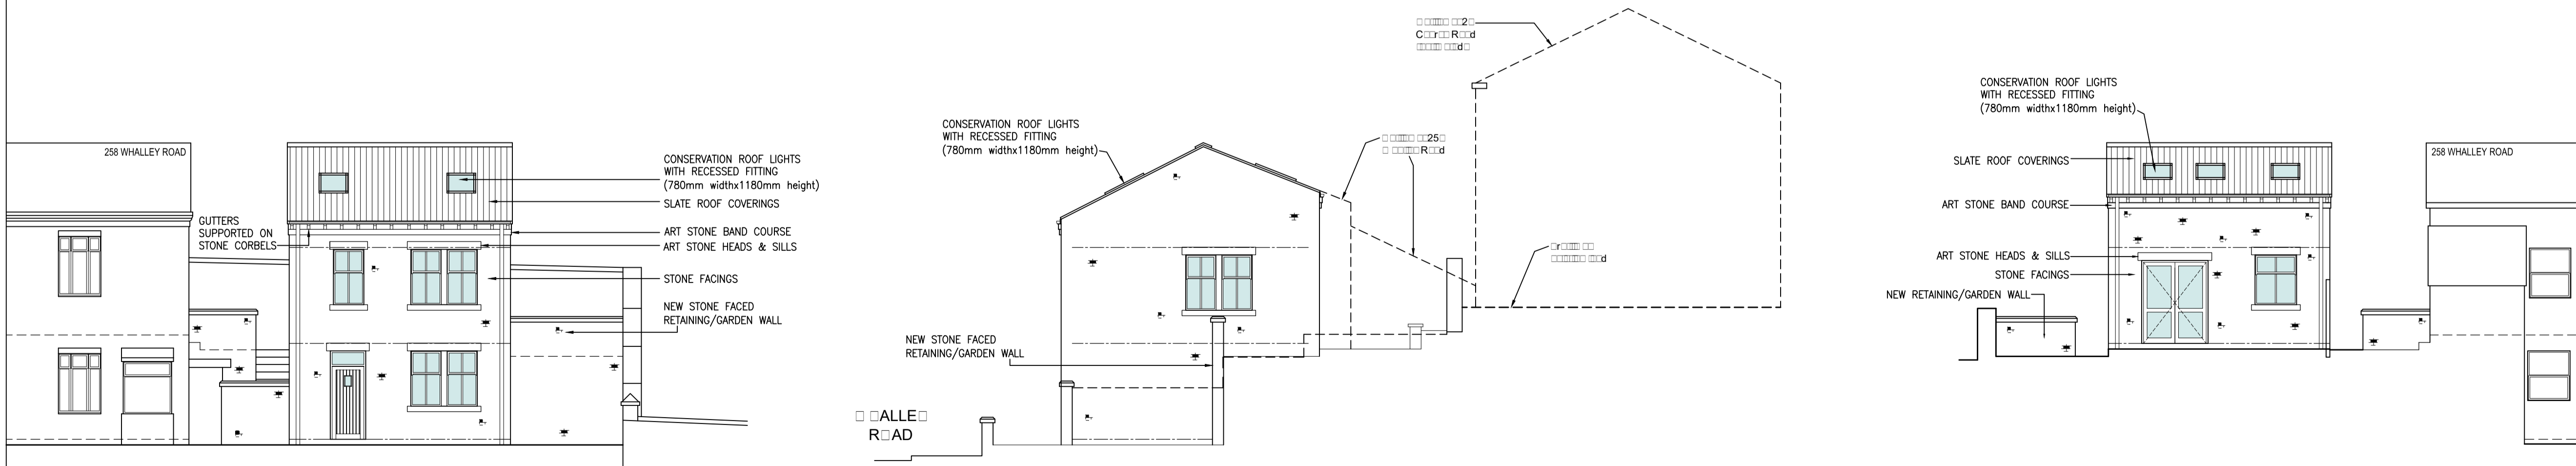 258 WHALLEY ROAD
GUTTERS
SUPPORTED ON
STONE CORBELS
CONSERVATION ROOF LIGHTS
WITH RECESSED FITTING
(780mm widthx1180mm height)
SLATE ROOF COVERINGS
ART STONE BAND COURSE
ART STONE HEADS & SILLS
STONE FACINGS
NEW STONE FACED
RETAINING/GARDEN WALL
CONSERVATION ROOF LIGHTS
WITH RECESSED FITTING
(780mm widthx1180mm height)
NEW STONE FACED
RETAINING/GARDEN WALL
CONSERVATION ROOF LIGHTS
WITH RECESSED FITTING
(780mm widthx1180mm height)
SLATE ROOF COVERINGS
ART STONE BAND COURSE
ART STONE HEADS & SILLS
STONE FACINGS
NEW RETAINING/GARDEN WALL
258 WHALLEY ROAD